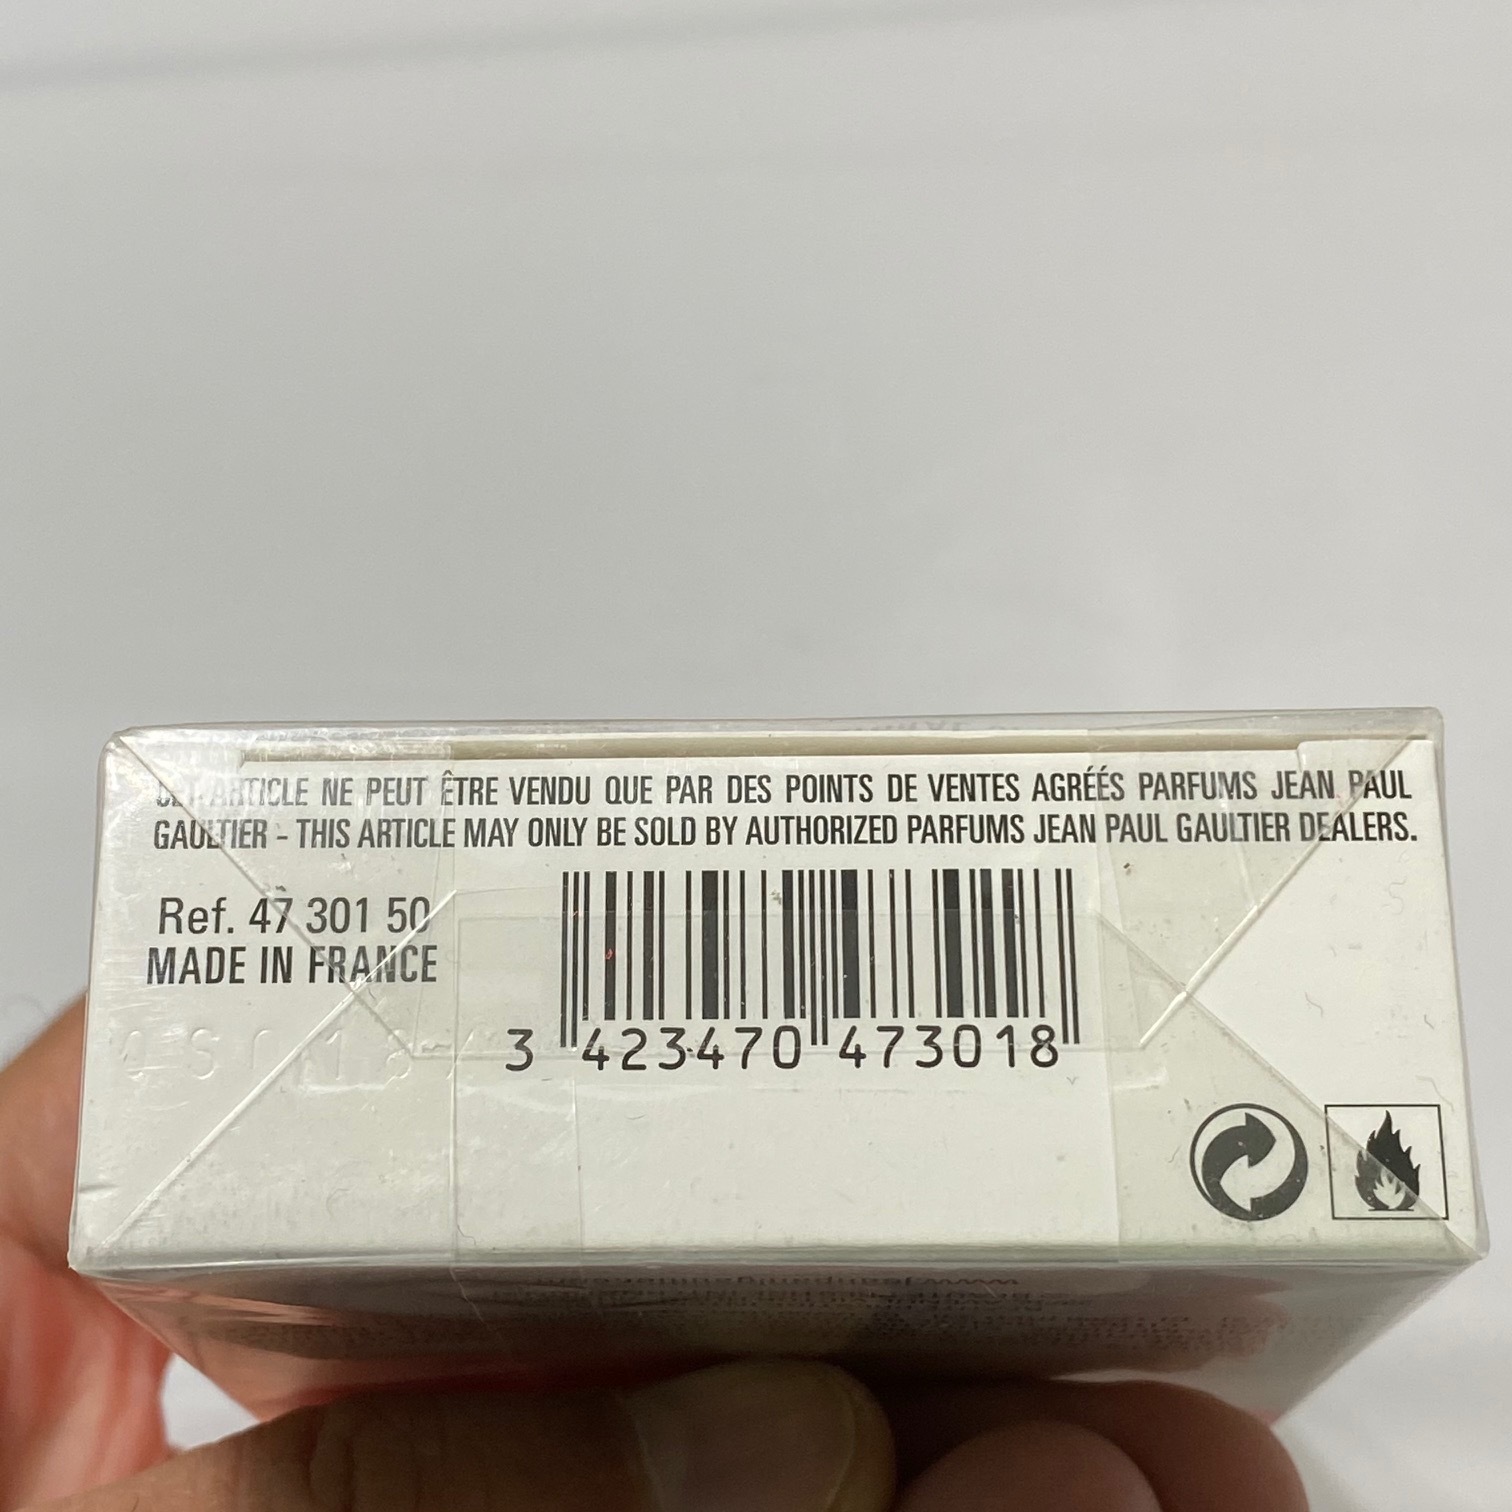 CET ARTICLE NE PEUT ÊTRE VENDU QUE PAR DES POINTS DE VENTES AGRÉÉS PARFUMS JEAN PAUL
GAULTIER - THIS ARTICLE MAY ONLY BE SOLD BY AUTHORIZED PARFUMS JEAN PAUL GAULTIER DEALERS.
Ref. 47 301 50
MADE IN FRANCE
3 423470 473018